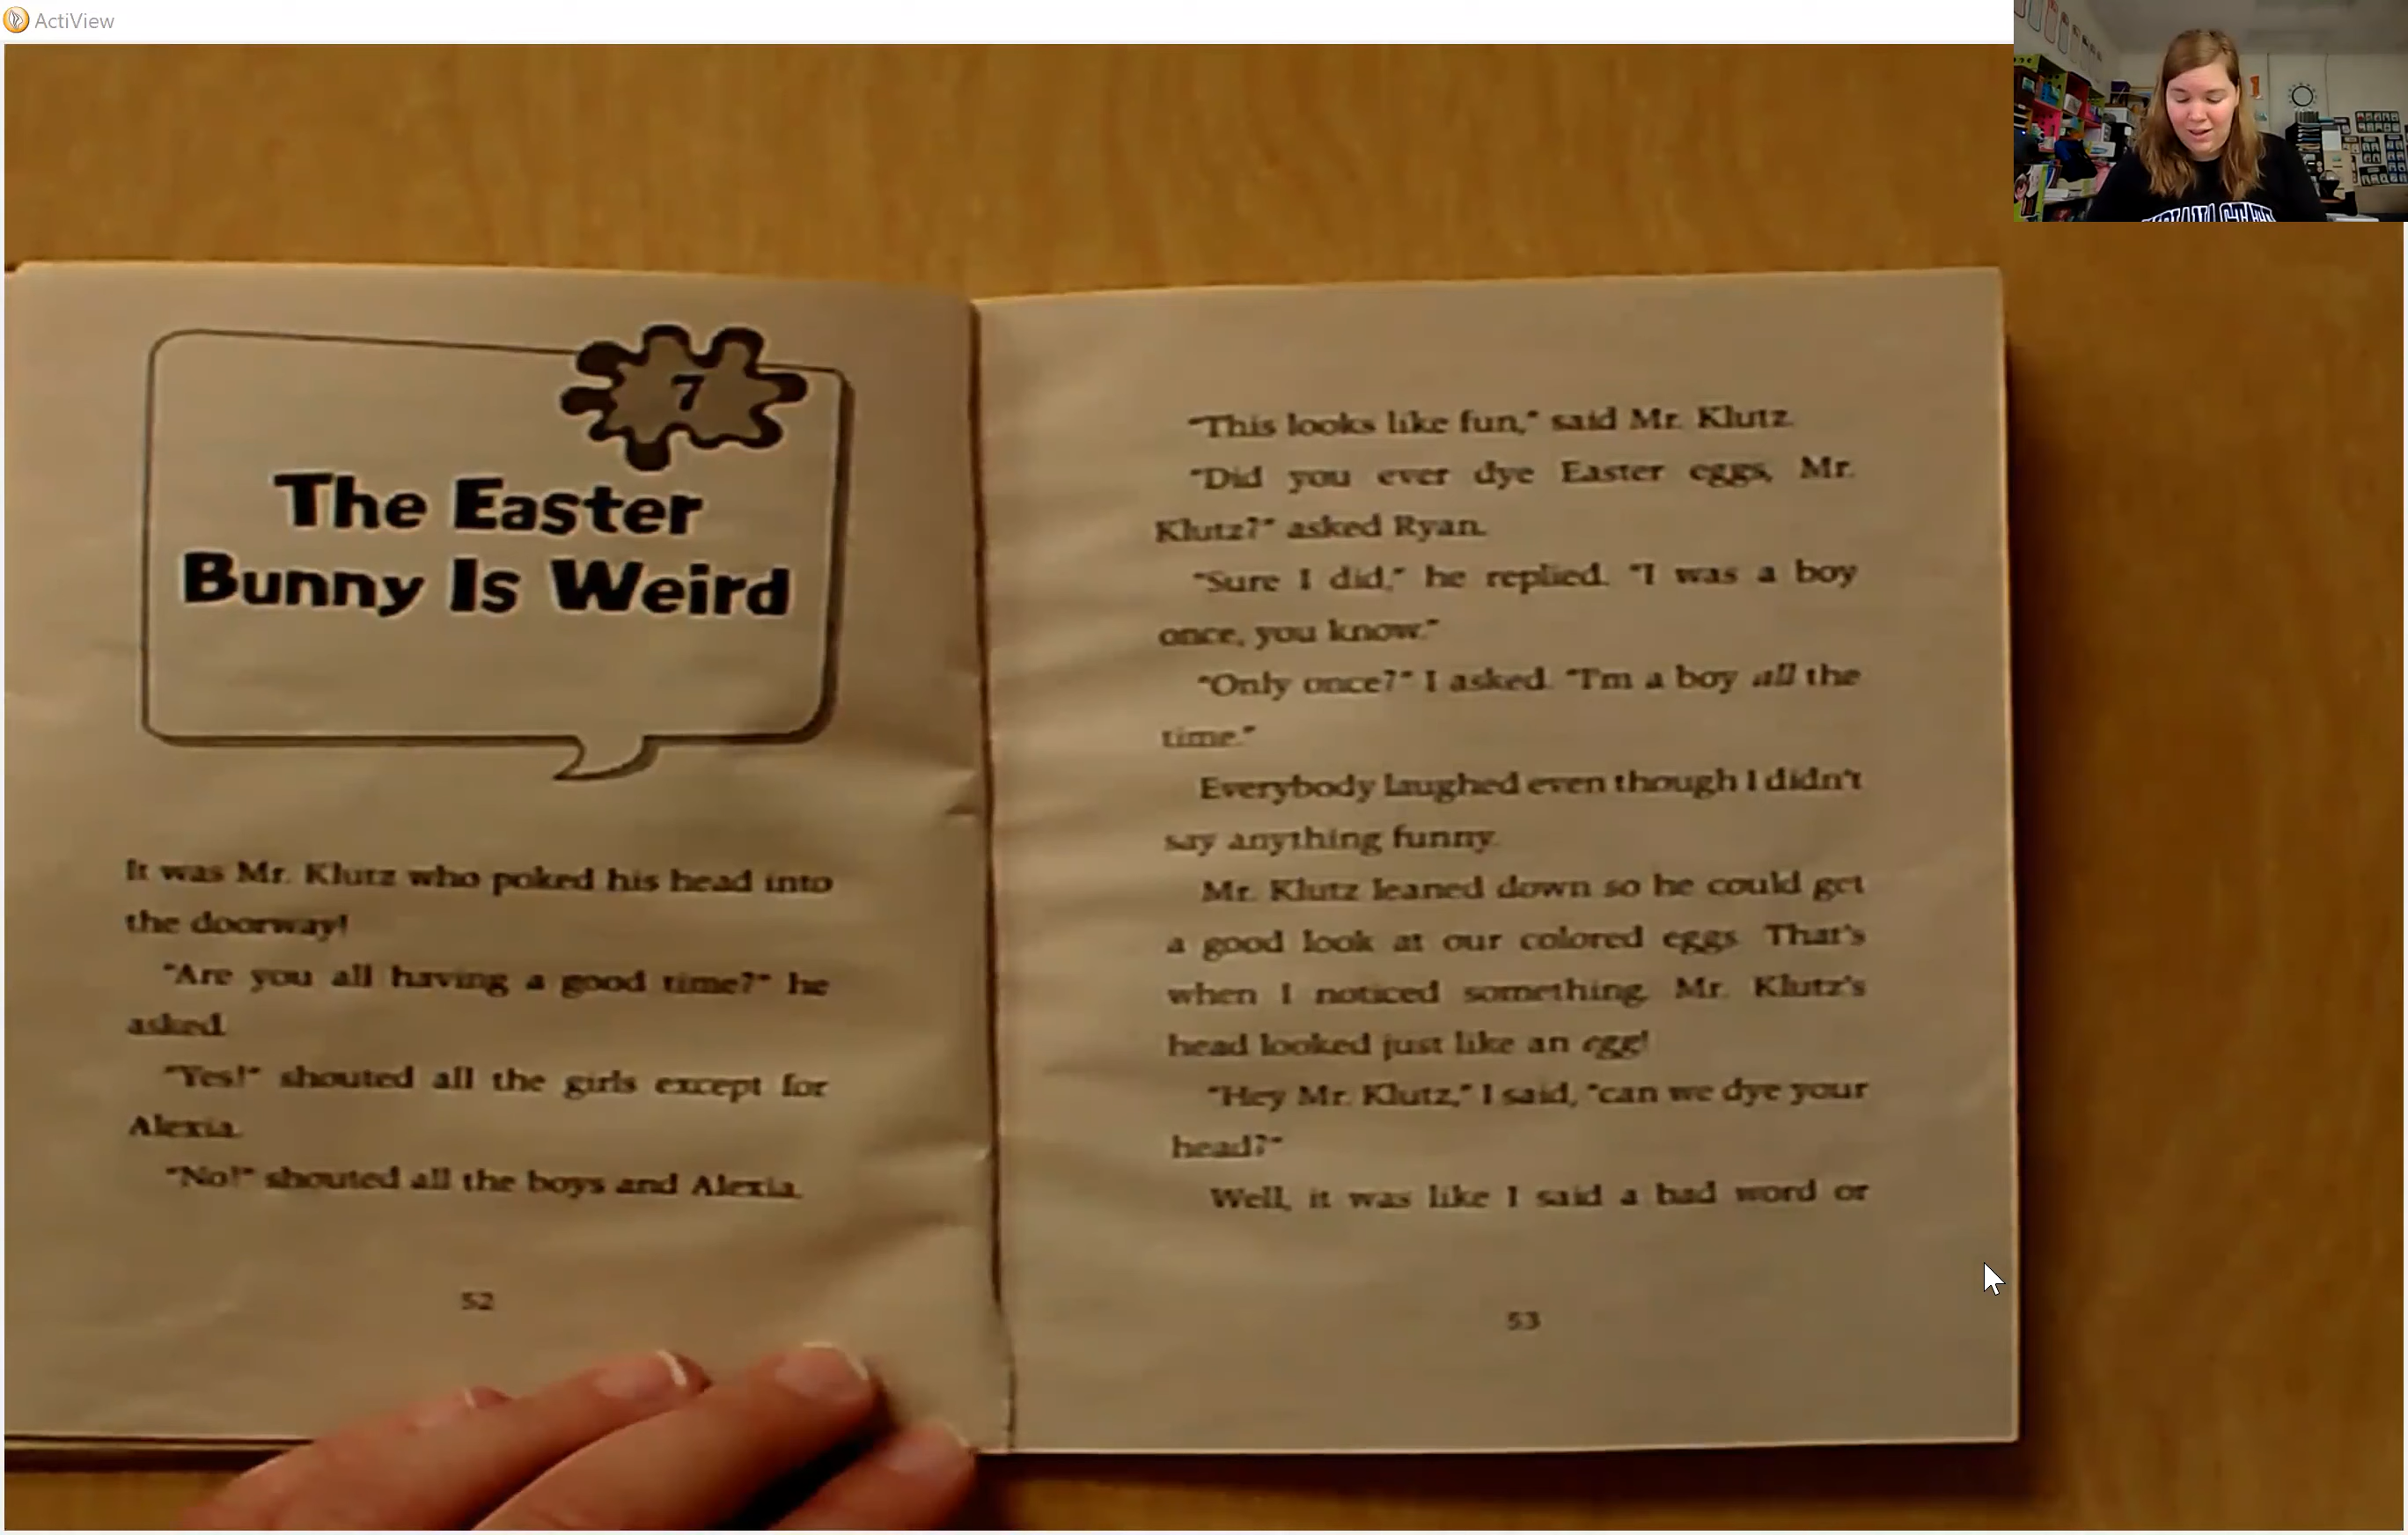 ActiView
7
The Easter
Bunny Is Weird
It was Mr. Klutz who poked his head into
the doorway!
"Are you all having a good time?" he
asked.
"Yes!" shouted all the girls except for
Alexia.
"No!" shouted all the boys and Alexia.
52
"This looks like fun," said Mr. Klutz.
"Did you ever dye Easter eggs, Mr.
Klutz?" asked Ryan.
"Sure I did," he replied. "I was a boy
once, you know."
"Only once?" I asked. "I'm a boy all the
time."
Everybody laughed even though I didn't
say anything funny.
Mr. Klutz leaned down so he could get
a good look at our colored eggs. That's
when I noticed something. Mr. Klutz's
head looked just like an egg!
"Hey Mr. Klutz," I said, "can we dye your
head?"
Well, it was like I said a bad word or
53
INDIANA STATE